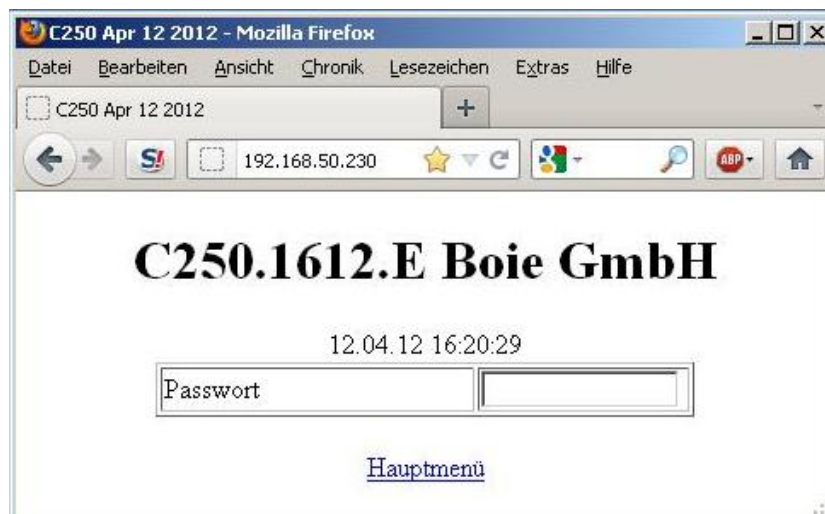 C250 Apr 12 2012 - Mozilla Firefox
Datei Bearbeiten Ansicht Chronik Lesezeichen Extras Hilfe
C250 Apr 12 2012
S! 192.168.50.230 ABP
C250.1612.E Boie GmbH
12.04.12 16:20:29
Passwort
Hauptmenü